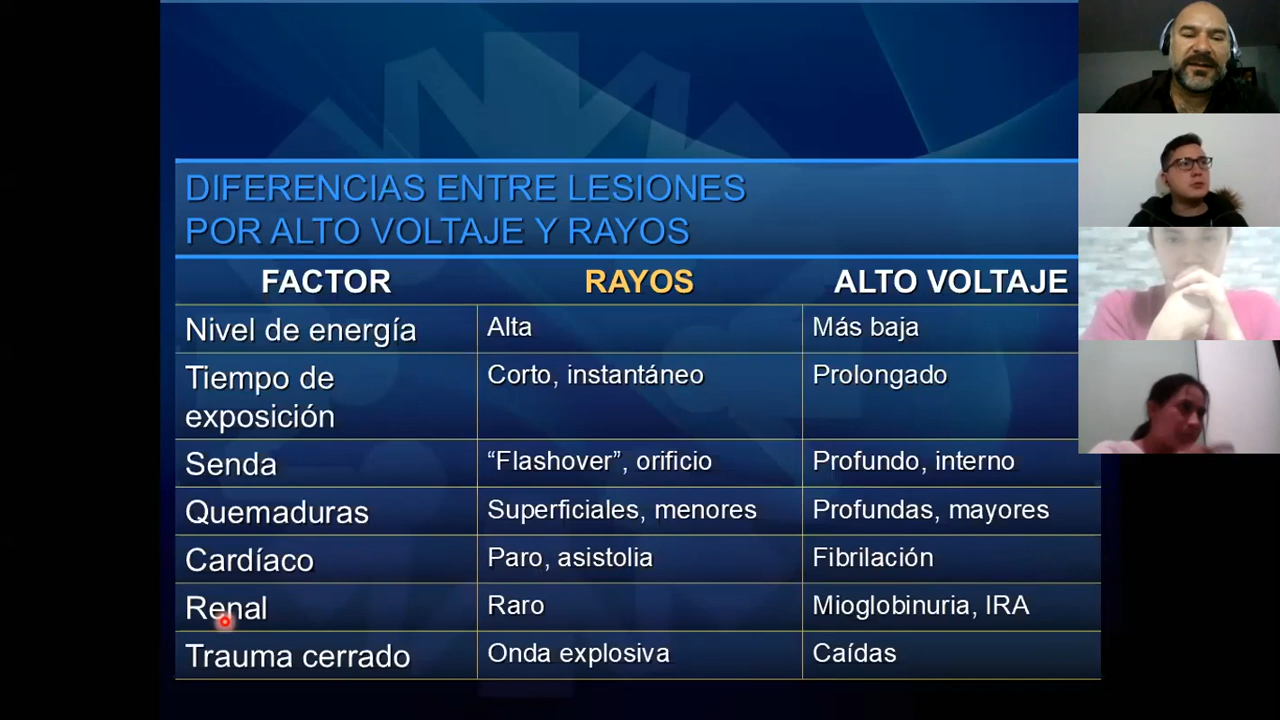 DIFERENCIAS ENTRE LESIONES
POR ALTO VOLTAJE Y RAYOS
FACTOR RAYOS ALTO VOLTAJE
Nivel de energía Alta Más baja
Tiempo de Corto, instantáneo Prolongado
exposición
Senda “Flashover”, orificio Profundo, interno
Quemaduras Superficiales, menores Profundas, mayores
Cardíaco Paro, asistolia Fibrilación
Renal Raro Mioglobinuria, IRA
Trauma cerrado Onda explosiva Caídas